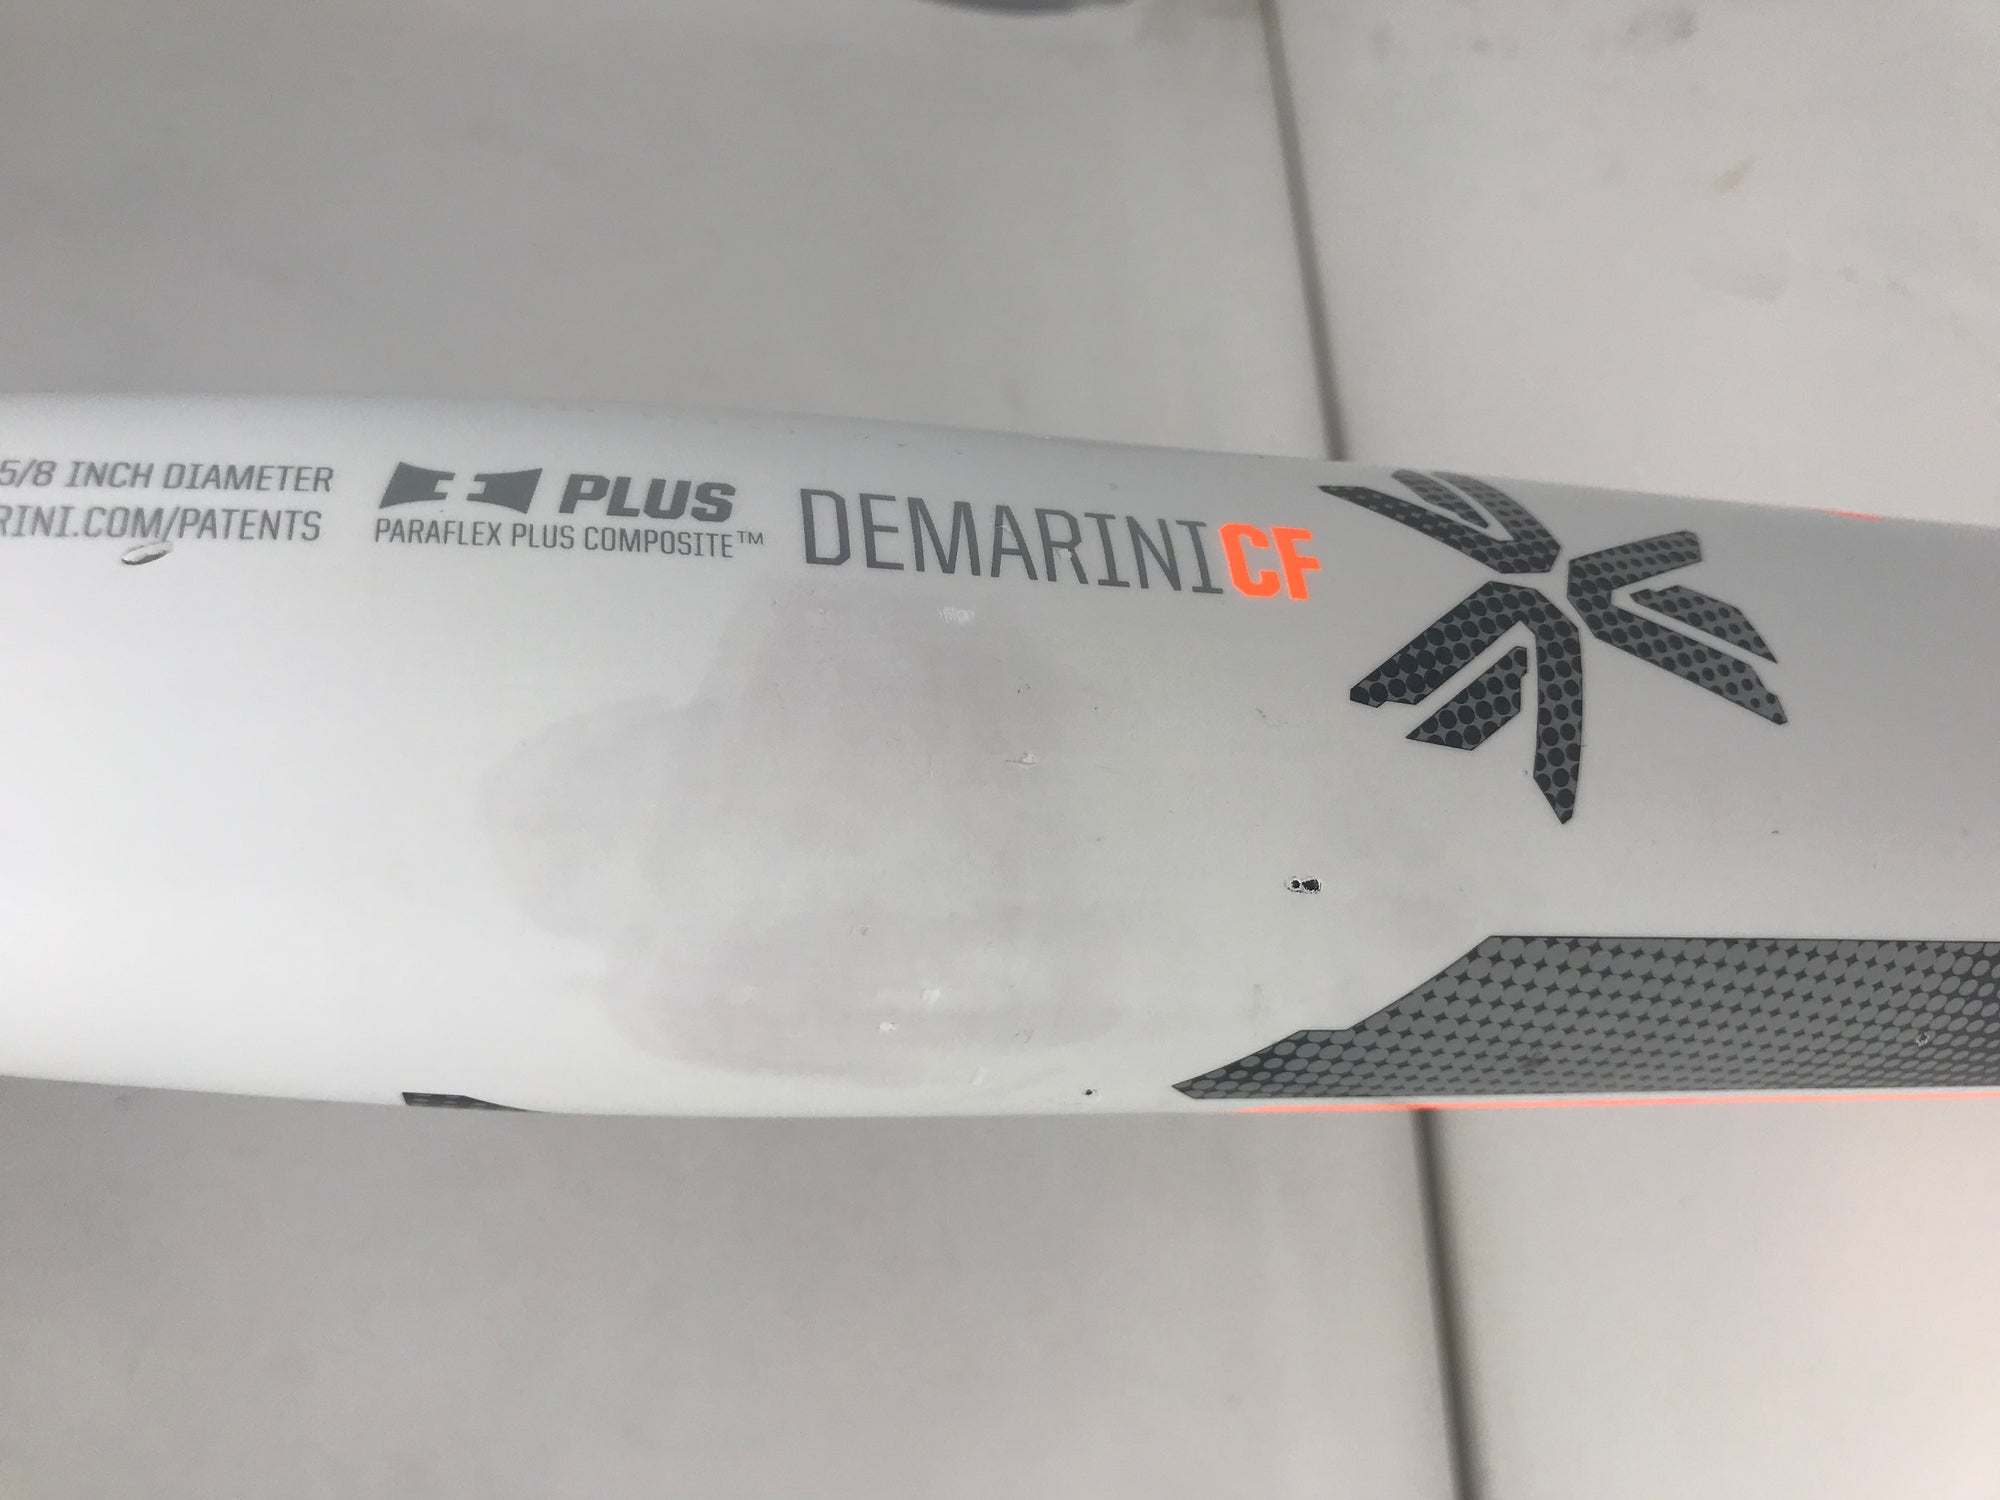 5/8 INCH DIAMETER
RINI.COM/PATENTS
PLUS
PARAFLEX PLUS COMPOSITE™
DEMARINI CF